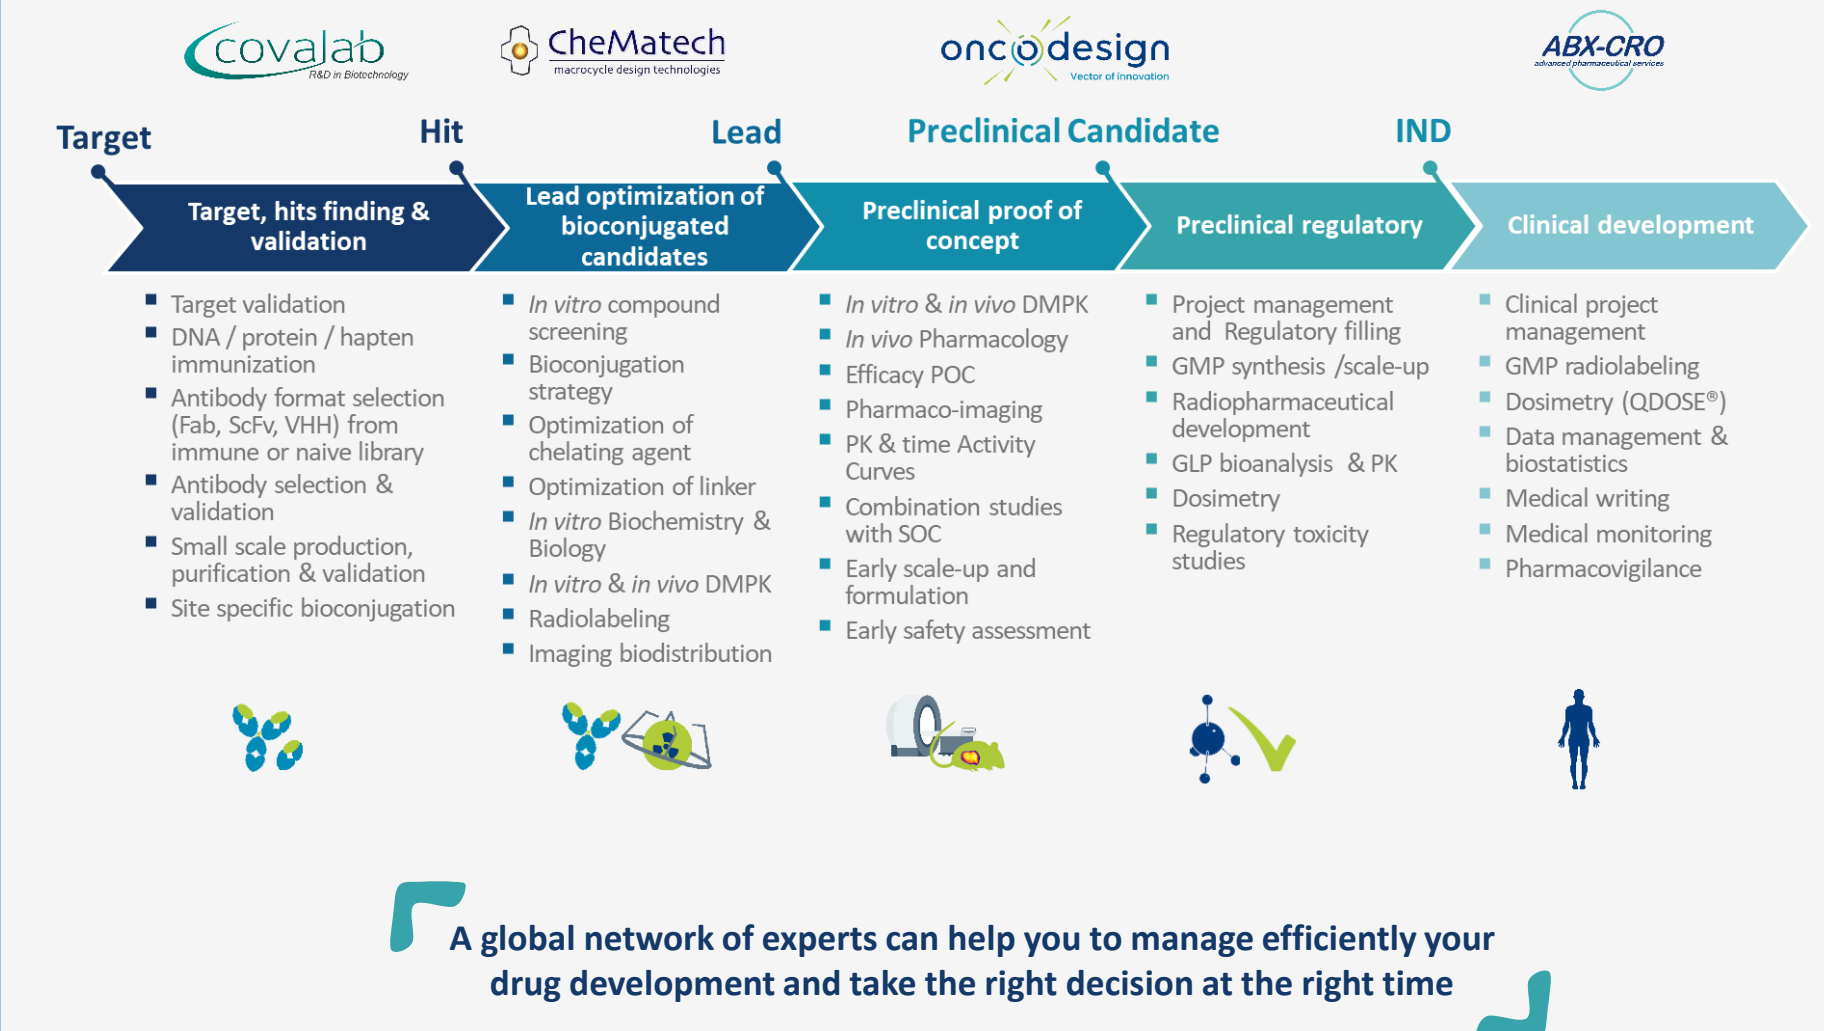 covalab
R&D in Biotechnology
CheMatech
macrocycle design technologies
oncodesign
Vector of innovation
ABX-CRO
advanced pharmaceutical services
Target
Hit
Lead
Preclinical Candidate
IND
Target, hits finding &
validation
Lead optimization of
bioconjugated
candidates
Preclinical proof of
concept
Preclinical regulatory
Clinical development
Target validation
DNA / protein / hapten
immunization
Antibody format selection
(Fab, ScFv, VHH) from
immune or naive library
Antibody selection &
validation
Small scale production,
purification & validation
Site specific bioconjugation
In vitro compound
screening
Bioconjugation
strategy
Optimization of
chelating agent
Optimization of linker
In vitro Biochemistry &
Biology
In vitro & in vivo DMPK
Radiolabeling
Imaging biodistribution
In vitro & in vivo DMPK
In vivo Pharmacology
Efficacy POC
Pharmaco-imaging
PK & time Activity
Curves
Combination studies
with SOC
Early scale-up and
formulation
Early safety assessment
Project management
and Regulatory filling
GMP synthesis /scale-up
Radiopharmaceutical
development
GLP bioanalysis & PK
Dosimetry
Regulatory toxicity
studies
Clinical project
management
GMP radiolabeling
Dosimetry (QDOSE®)
Data management &
biostatistics
Medical writing
Medical monitoring
Pharmacovigilance
A global network of experts can help you to manage efficiently your
drug development and take the right decision at the right time